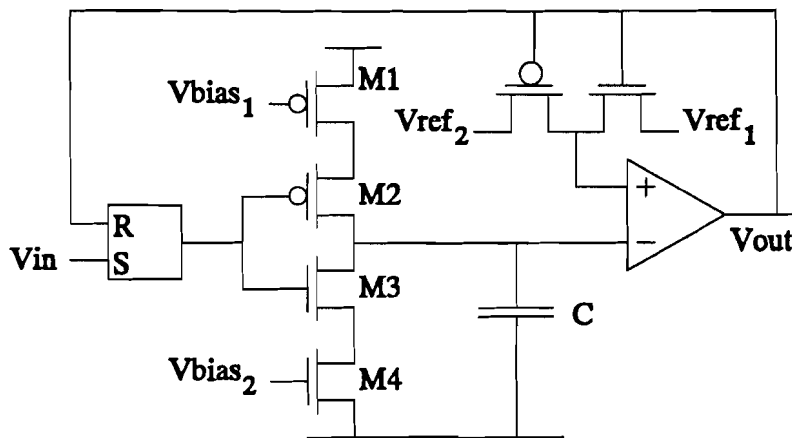 M1
Vbias1
Vref2
Vref1
M2
+
R
S
Vin
−
Vout
M3
C
Vbias2
M4